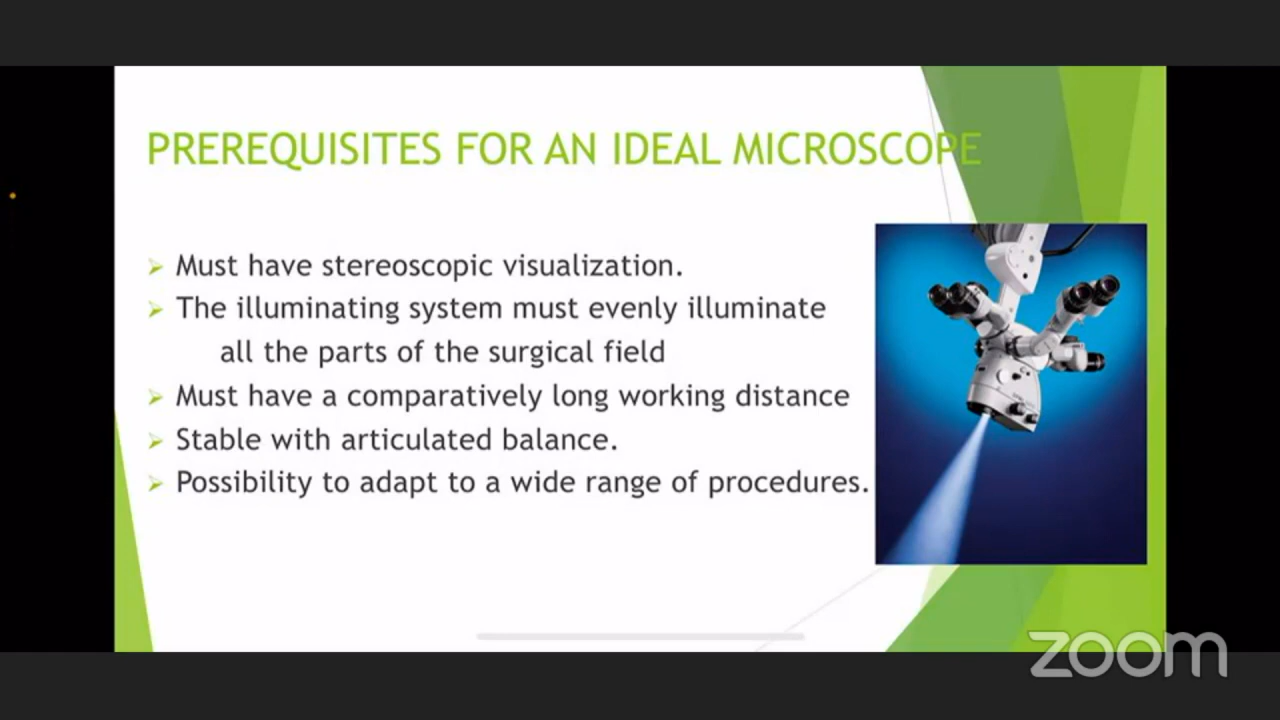 PREREQUISITES FOR AN IDEAL MICROSCOPE
Must have stereoscopic visualization.
The illuminating system must evenly illuminate
all the parts of the surgical field
Must have a comparatively long working distance
Stable with articulated balance.
Possibility to adapt to a wide range of procedures.
zoom